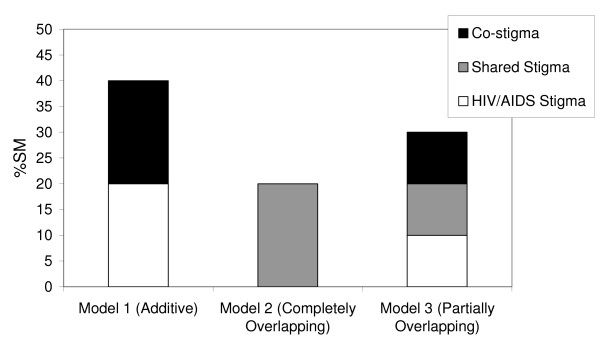 50
45
40
35
30
25
20
15
10
5
0
%SM
Co-stigma
Shared Stigma
HIV/AIDS Stigma
Model 1 (Additive)
Model 2 (Completely
Overlapping)
Model 3 (Partially
Overlapping)